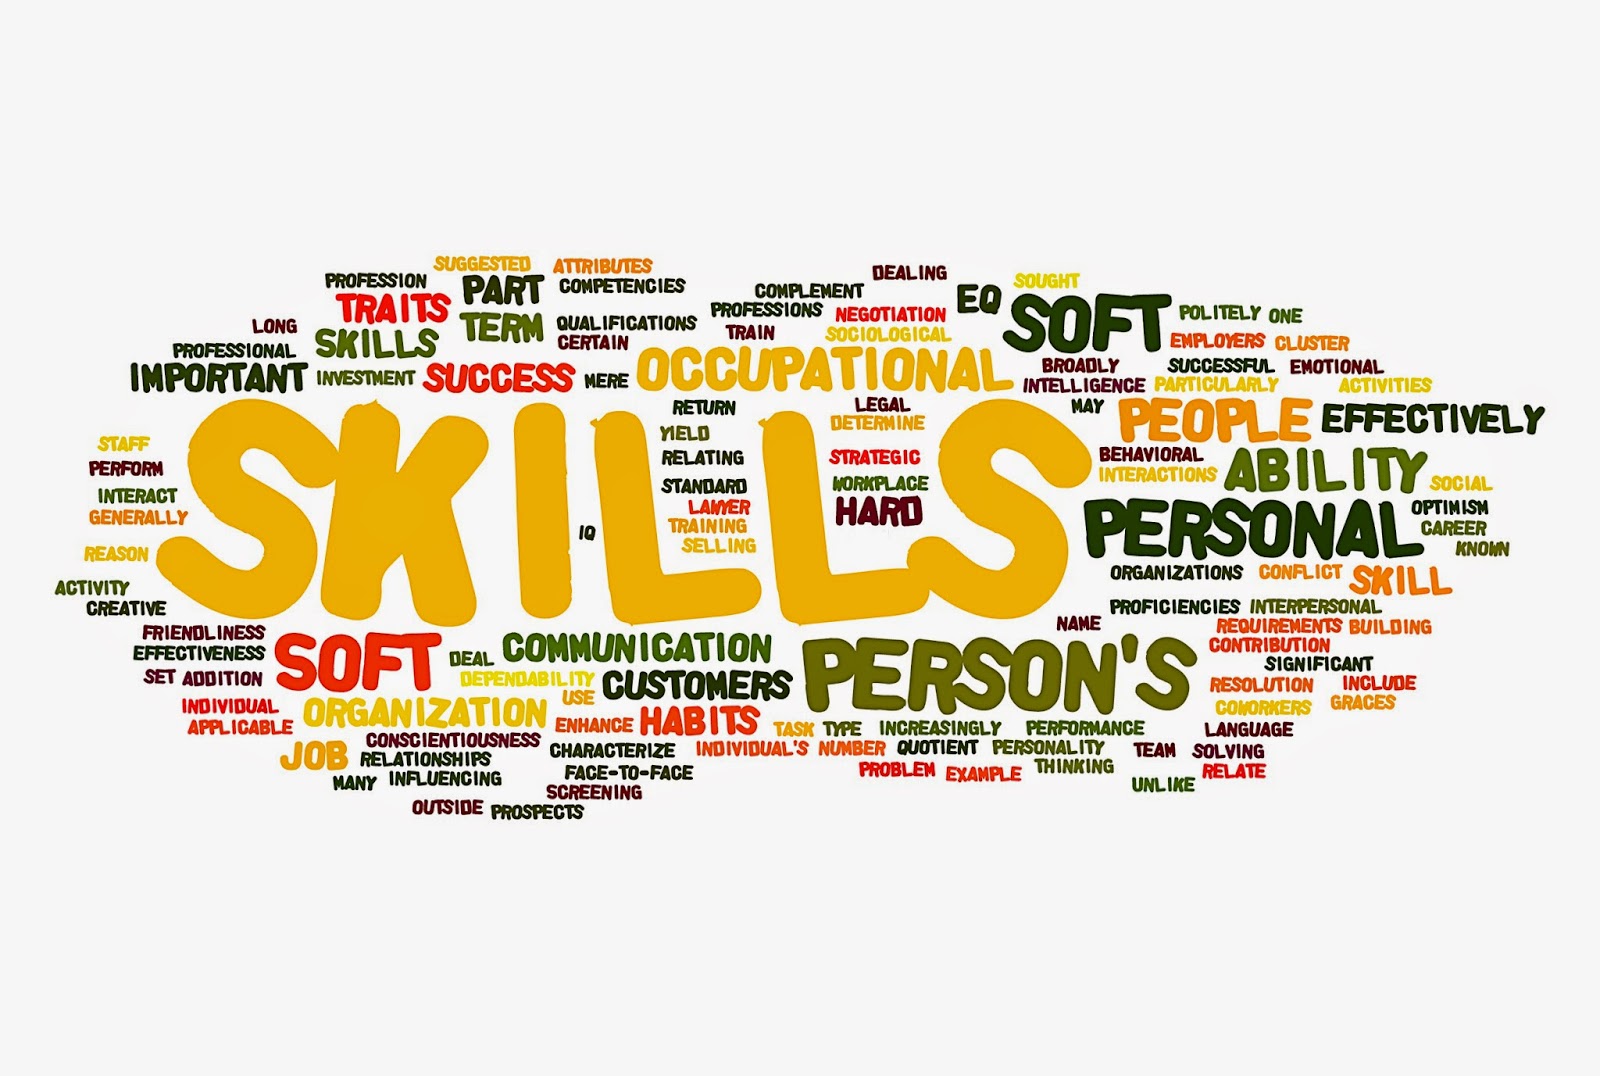 SUGGESTED
ATTRIBUTES
DEALING
PROFESSION
PART
COMPETENCIES
COMPLEMENT
EQ
SOUGHT
TRAITS
PROFESSIONS
NEGOTIATION
SOFT
POLITELY
ONE
LONG
TERM
QUALIFICATIONS
TRAIN
SOCIOLOGICAL
SKILLS
CERTAIN
EMPLOYERS
CLUSTER
PROFESSIONAL
OCCUPATIONAL
BROADLY
SUCCESSFUL
EMOTIONAL
IMPORTANT
INVESTMENT
SUCCESS
MERE
INTELLIGENCE
PARTICULARLY
ACTIVITIES
RETURN
LEGAL
MAY
PEOPLE
EFFECTIVELY
DETERMINE
SKILLS
YIELD
STAFF
RELATING
STRATEGIC
BEHAVIORAL
PERFORM
INTERACTIONS
ABILITY
STANDARD
WORKPLACE
SOCIAL
INTERACT
LAWYER
HARD
OPTIMISM
GENERALLY
TRAINING
PERSONAL
CAREER
IQ
SELLING
KNOWN
REASON
ORGANIZATIONS
CONFLICT
SKILL
ACTIVITY
CREATIVE
PROFICIENCIES
INTERPERSONAL
NAME
REQUIREMENTS
BUILDING
FRIENDLINESS
SOFT
DEAL
COMMUNICATION
PERSON'S
CONTRIBUTION
EFFECTIVENESS
SIGNIFICANT
SET
ADDITION
DEPENDABILITY
CUSTOMERS
RESOLUTION
INCLUDE
USE
COWORKERS
GRACES
INDIVIDUAL
ORGANIZATION
APPLICABLE
ENHANCE
HABITS
TASK
TYPE
INCREASINGLY
PERFORMANCE
LANGUAGE
CONSCIENTIOUSNESS
CHARACTERIZE
INDIVIDUAL'S
NUMBER
QUOTIENT
PERSONALITY
TEAM
SOLVING
JOB
RELATIONSHIPS
FACE-TO-FACE
PROBLEM
EXAMPLE
THINKING
RELATE
MANY
INFLUENCING
SCREENING
UNLIKE
OUTSIDE
PROSPECTS